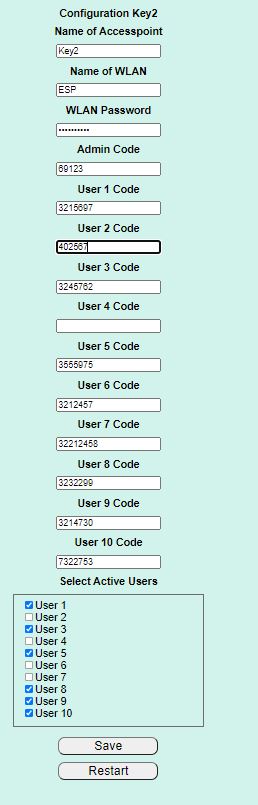 Configuration Key2
Name of Accesspoint
Key2
Name of WLAN
ESP
WLAN Password
••••••••••
Admin Code
69123
User 1 Code
3215697
User 2 Code
402567
User 3 Code
3245762
User 4 Code
User 5 Code
3555975
User 6 Code
3212457
User 7 Code
32212458
User 8 Code
3232299
User 9 Code
3214730
User 10 Code
7322753
Select Active Users
User 1
User 2
User 3
User 4
User 5
User 6
User 7
User 8
User 9
User 10
Save
Restart